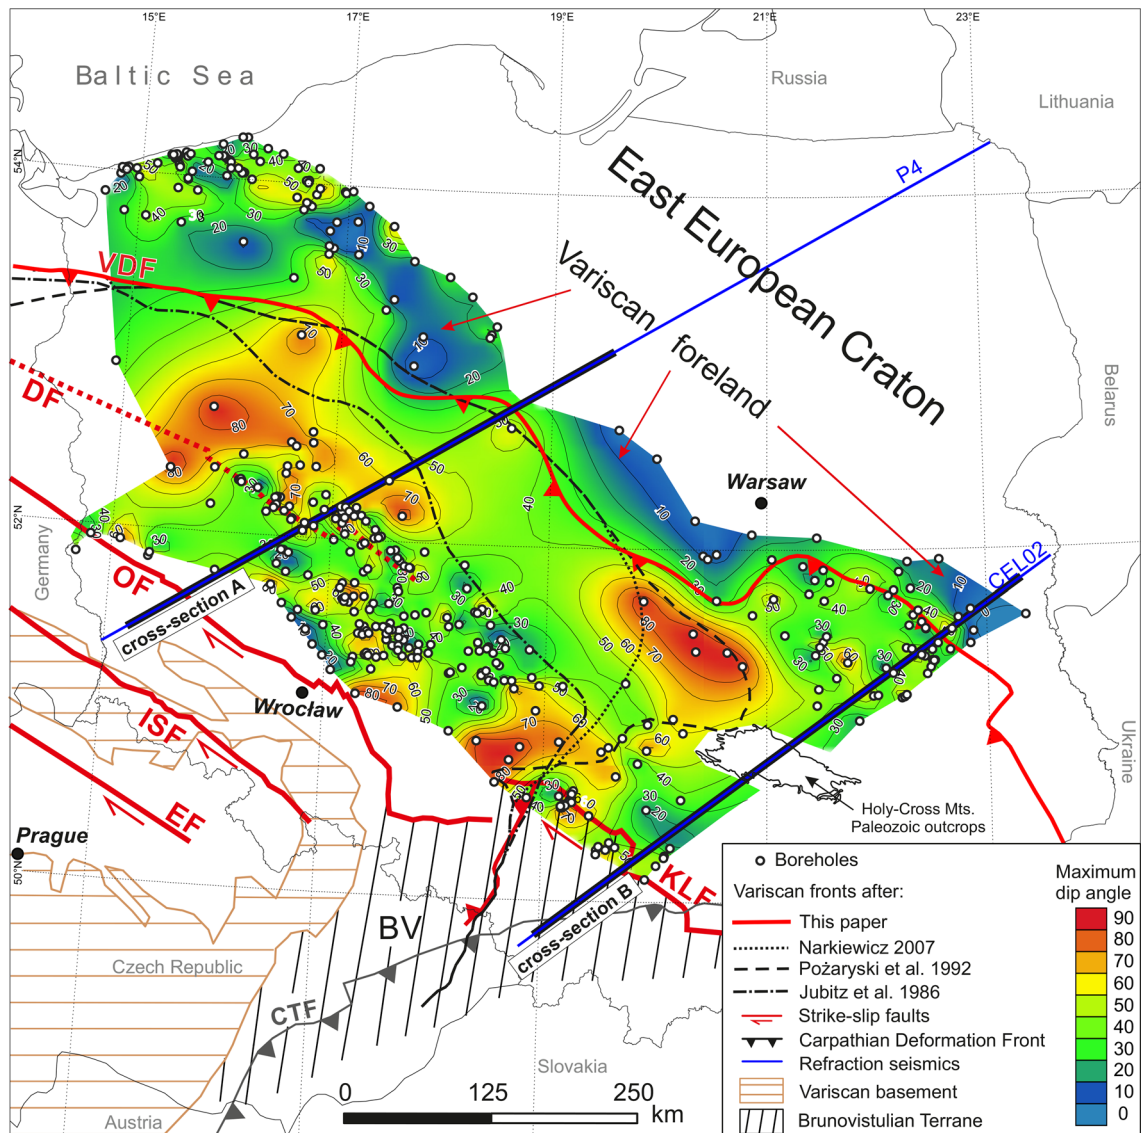 15°E
17°E
19°E
21°E
23°E
Baltic Sea
Russia
Lithuania
54°N
P4
East European Craton
Variscan
foreland
VDF
DF
Belarus
Warsaw
52°N
Germany
CEL02
OF
cross-section A
Wrocław
ISF
EF
Prague
50°N
Ukraine
Holy-Cross Mts.
Paleozoic outcrops
KLF
cross-section B
BV
CTF
Czech Republic
Slovakia
Austria
0 125 250
km
Boreholes
Variscan fronts after:
This paper
Narkiewicz 2007
Pożaryski et al. 1992
Jubitz et al. 1986
Strike-slip faults
Carpathian Deformation Front
Refraction seismics
Variscan basement
Brunovistulian Terrane
Maximum
dip angle
90
80
70
60
50
40
30
20
10
0